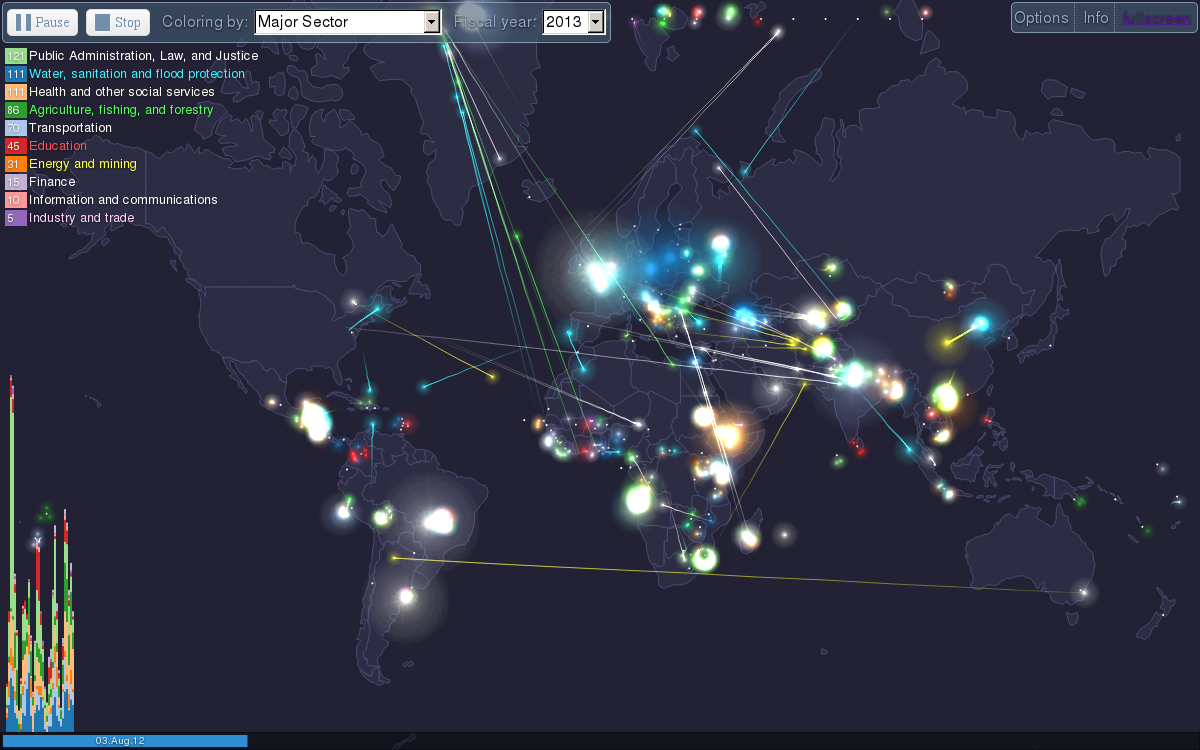 Pause Stop Coloring by: Major Sector Fiscal year: 2013 Options Info fullscreen
121 Public Administration, Law, and Justice
111 Water, sanitation and flood protection
111 Health and other social services
86 Agriculture, fishing, and forestry
70 Transportation
45 Education
31 Energy and mining
15 Finance
10 Information and communications
5 Industry and trade
03.Aug.12